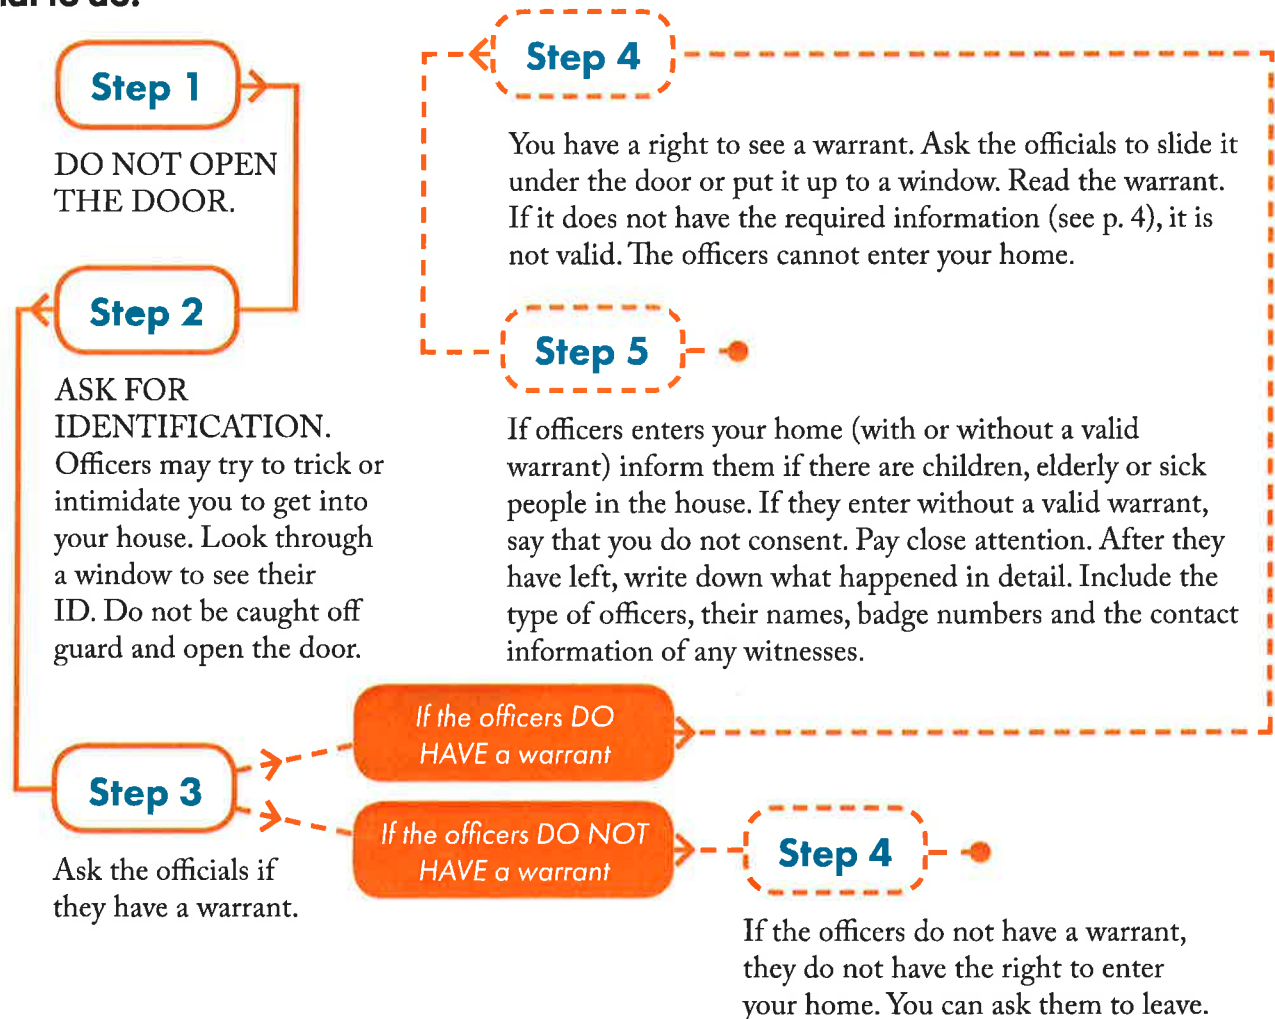 Step 1
DO NOT OPEN
THE DOOR.
Step 2
ASK FOR
IDENTIFICATION.
Officers may try to trick or
intimidate you to get into
your house. Look through
a window to see their
ID. Do not be caught off
guard and open the door.
Step 3
Ask the officials if
they have a warrant.
If the officers DO
HAVE a warrant
Step 4
You have a right to see a warrant. Ask the officials to slide it
under the door or put it up to a window. Read the warrant.
If it does not have the required information (see p. 4), it is
not valid. The officers cannot enter your home.
Step 5
If officers enters your home (with or without a valid
warrant) inform them if there are children, elderly or sick
people in the house. If they enter without a valid warrant,
say that you do not consent. Pay close attention. After they
have left, write down what happened in detail. Include the
type of officers, their names, badge numbers and the contact
information of any witnesses.
If the officers DO NOT
HAVE a warrant
Step 4
If the officers do not have a warrant,
they do not have the right to enter
your home. You can ask them to leave.